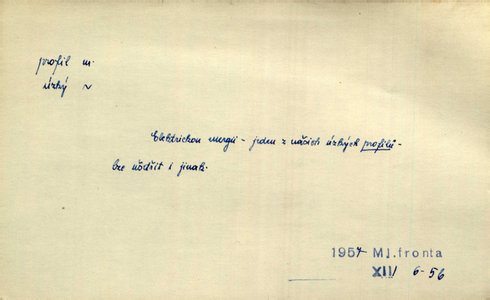 profil m.
úzký ~
Elektrickou energii – jeden z našich úzkých profilů –
lze ušetřit i jinak.
1957 Ml.fronta
XII/ 6-56